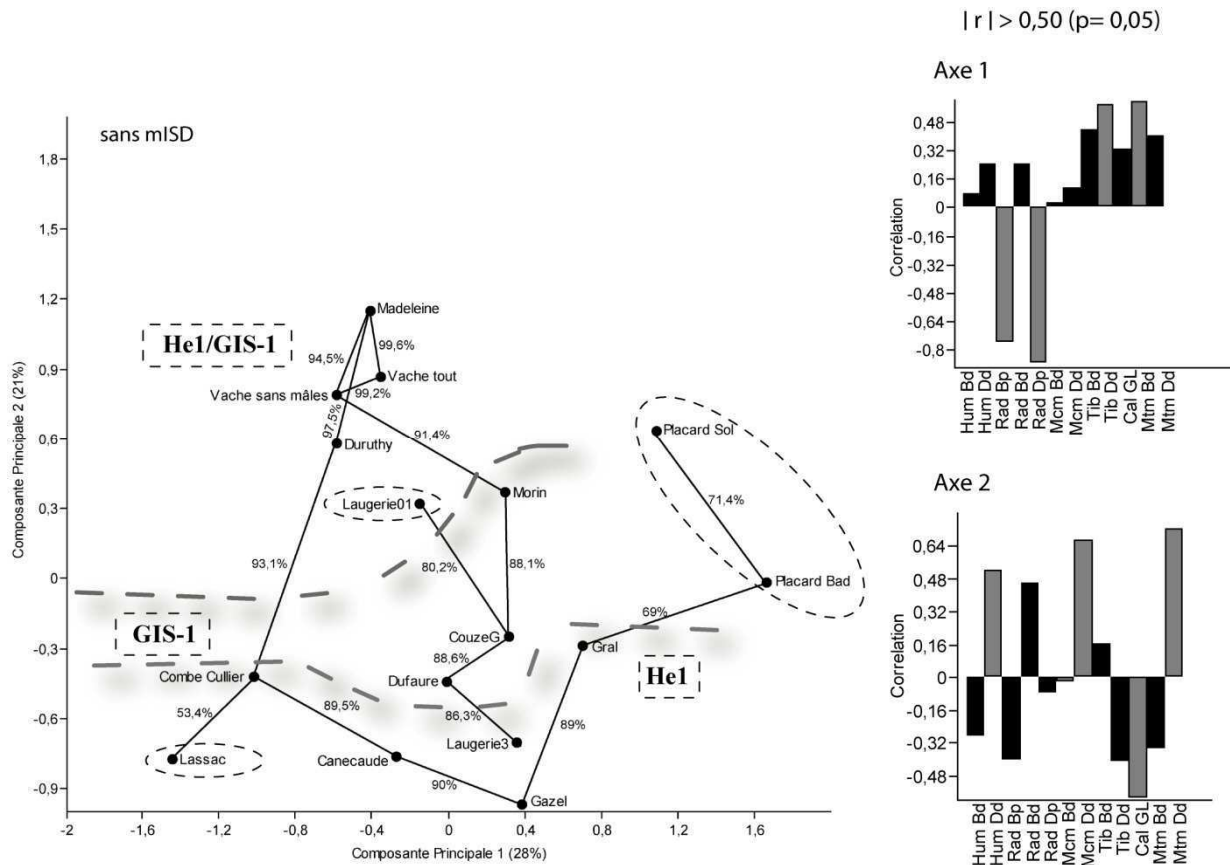 | r | > 0,50 (p= 0,05)
sans mISD
Composante Principale 2 (21%)
1,8
1,5
1,2
0,9
0,6
0,3
0
-0,3
-0,6
-0,9
-2
-1,6
-1,2
-0,8
-0,4
0
0,4
0,8
1,2
1,6
Composante Principale 1 (28%)
He1/GIS-1
GIS-1
He1
Madeleine
94,5%
99,6%
Vache tout
Vache sans mâles
99,2%
97,5%
Duruthy
91,4%
Placard Sol
Laugerie01
Morin
71,4%
93,1%
80,2%
88,1%
Placard Bad
69%
CouzeG
Gral
88,6%
Combe Cullier
Dufaure
89,5%
86,3%
53,4%
Laugerie3
89%
Lassac
Canecaude
90%
Gazel
Axe 1
Corrélation
0,48
0,32
0,16
0
-0,16
-0,32
-0,48
-0,64
-0,8
Hum Bd
Hum Dd
Rad Bp
Rad Bd
Rad Dp
Mcm Bd
Mcm Dd
Tib Bd
Tib Dd
Cal GL
Mtm Bd
Mtm Dd
Axe 2
Correlation
0,64
0,48
0,32
0,16
0
-0,16
-0,32
-0,48
Hum Bd
Hum Dd
Rad Bp
Rad Bd
Rad Dp
Mcm Bd
Mcm Dd
Tib Bd
Tib Dd
Cal GL
Mtm Bd
Mtm Dd